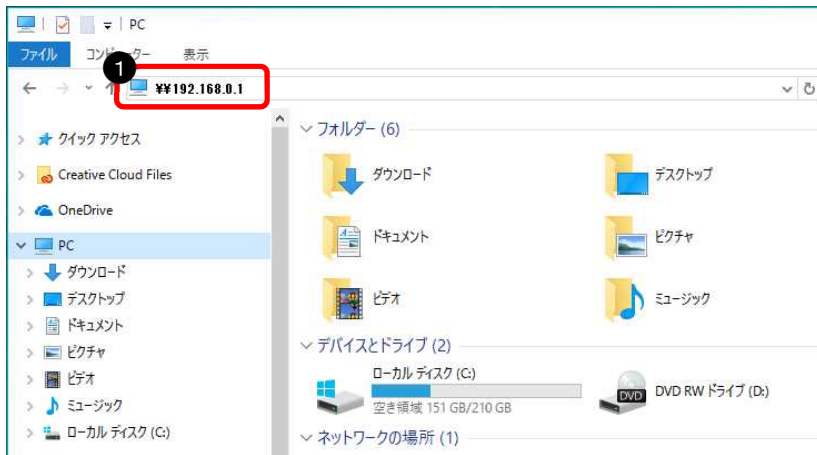 PC
ファイル コンピューター 表示
1
¥¥192.168.0.1
クイック アクセス
Creative Cloud Files
OneDrive
PC
ダウンロード
デスクトップ
ドキュメント
ピクチャ
ビデオ
ミュージック
ローカル ディスク (C:)
フォルダー (6)
ダウンロード
デスクトップ
ドキュメント
ピクチャ
ビデオ
ミュージック
デバイスとドライブ (2)
ローカル ディスク (C:)
空き領域 151 GB/210 GB
DVD RW ドライブ (D:)
DVD
ネットワークの場所 (1)